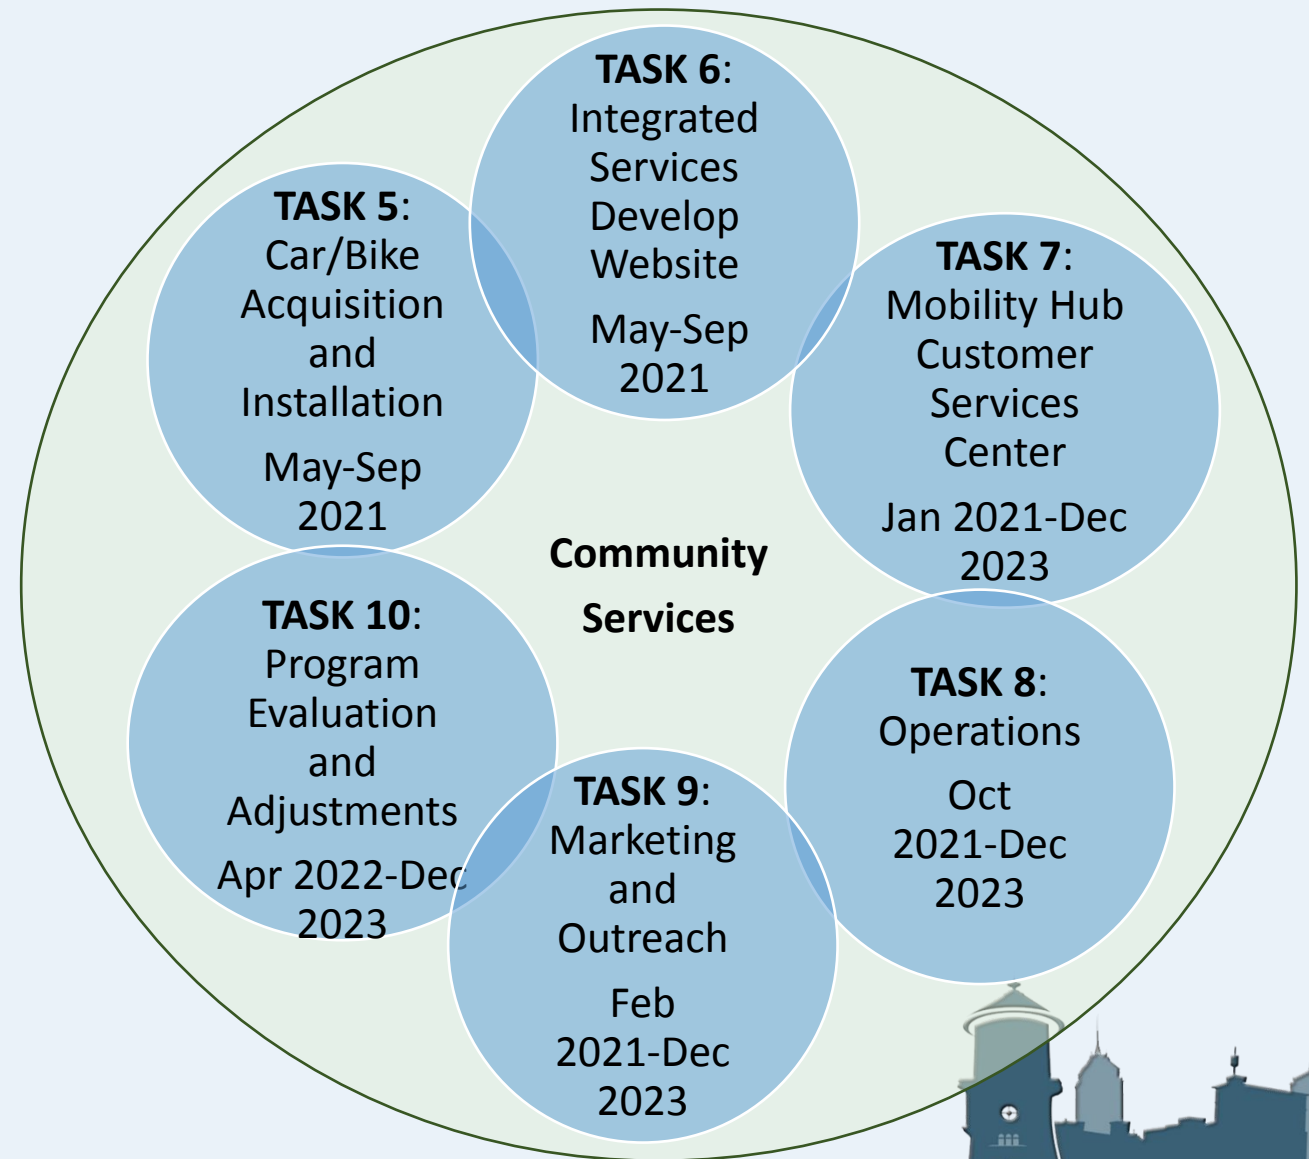 TASK 6:
Integrated
Services
Develop
Website
May-Sep
2021
TASK 5:
Car/Bike
Acquisition
and
Installation
May-Sep
2021
TASK 7:
Mobility Hub
Customer
Services
Center
Jan 2021-Dec
2023
Community
Services
TASK 10:
Program
Evaluation
and
Adjustments
Apr 2022-Dec
2023
TASK 8:
Operations
Oct
2021-Dec
2023
TASK 9:
Marketing
and
Outreach
Feb
2021-Dec
2023